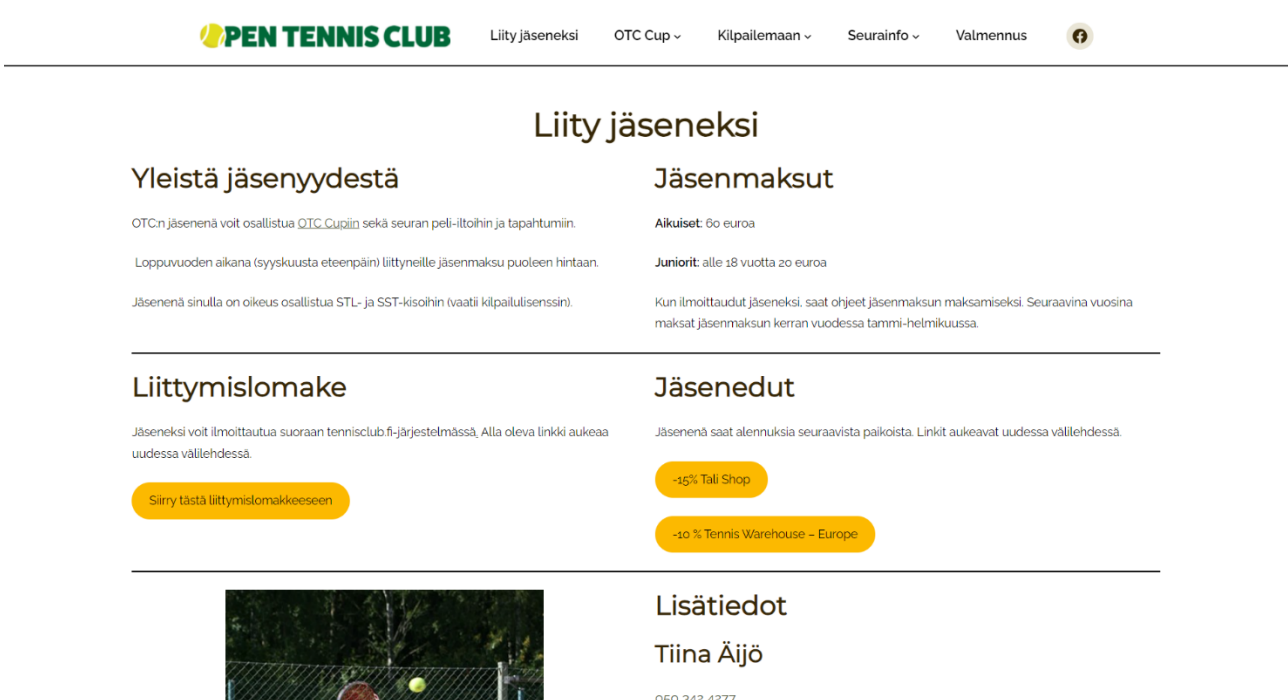 PEN TENNIS CLUB
Liity jäseneksi
OTC Cup
Kilpailemaan
Seurainfo
Valmennus
Liity jäseneksi
Yleistä jäsenyydestä
OTC:n jäsenenä voit osallistua OTC Cupiin sekä seuran peli-iltoihin ja tapahtumiin.
Loppuvuoden aikana (syyskuusta eteenpäin) liittyneille jäsenmaksu puoleen hintaan.
Jäsenenä sinulla on oikeus osallistua STL- ja SST-kisoihin (vaatii kilpailulisenssin).
Jäsenmaksut
Aikuiset: 60 euroa
Juniorit: alle 18 vuotta 20 euroa
Kun ilmoittaudut jäseneksi, saat ohjeet jäsenmaksun maksamiseksi. Seuraavina vuosina
maksat jäsenmaksun kerran vuodessa tammi-helmikuussa.
Liittymislomake
Jäseneksi voit ilmoittautua suoraan tennisclub.fi-järjestelmässä. Alla oleva linkki aukeaa
uudessa välilehdessä.
Siirry tästä liittymislomakkeeseen
Jäsenedut
Jäsenenä saat alennuksia seuraavista paikoista. Linkit aukeavat uudessa välilehdessä.
-15% Tali Shop
-10 % Tennis Warehouse – Europe
Lisätiedot
Tiina Äijö